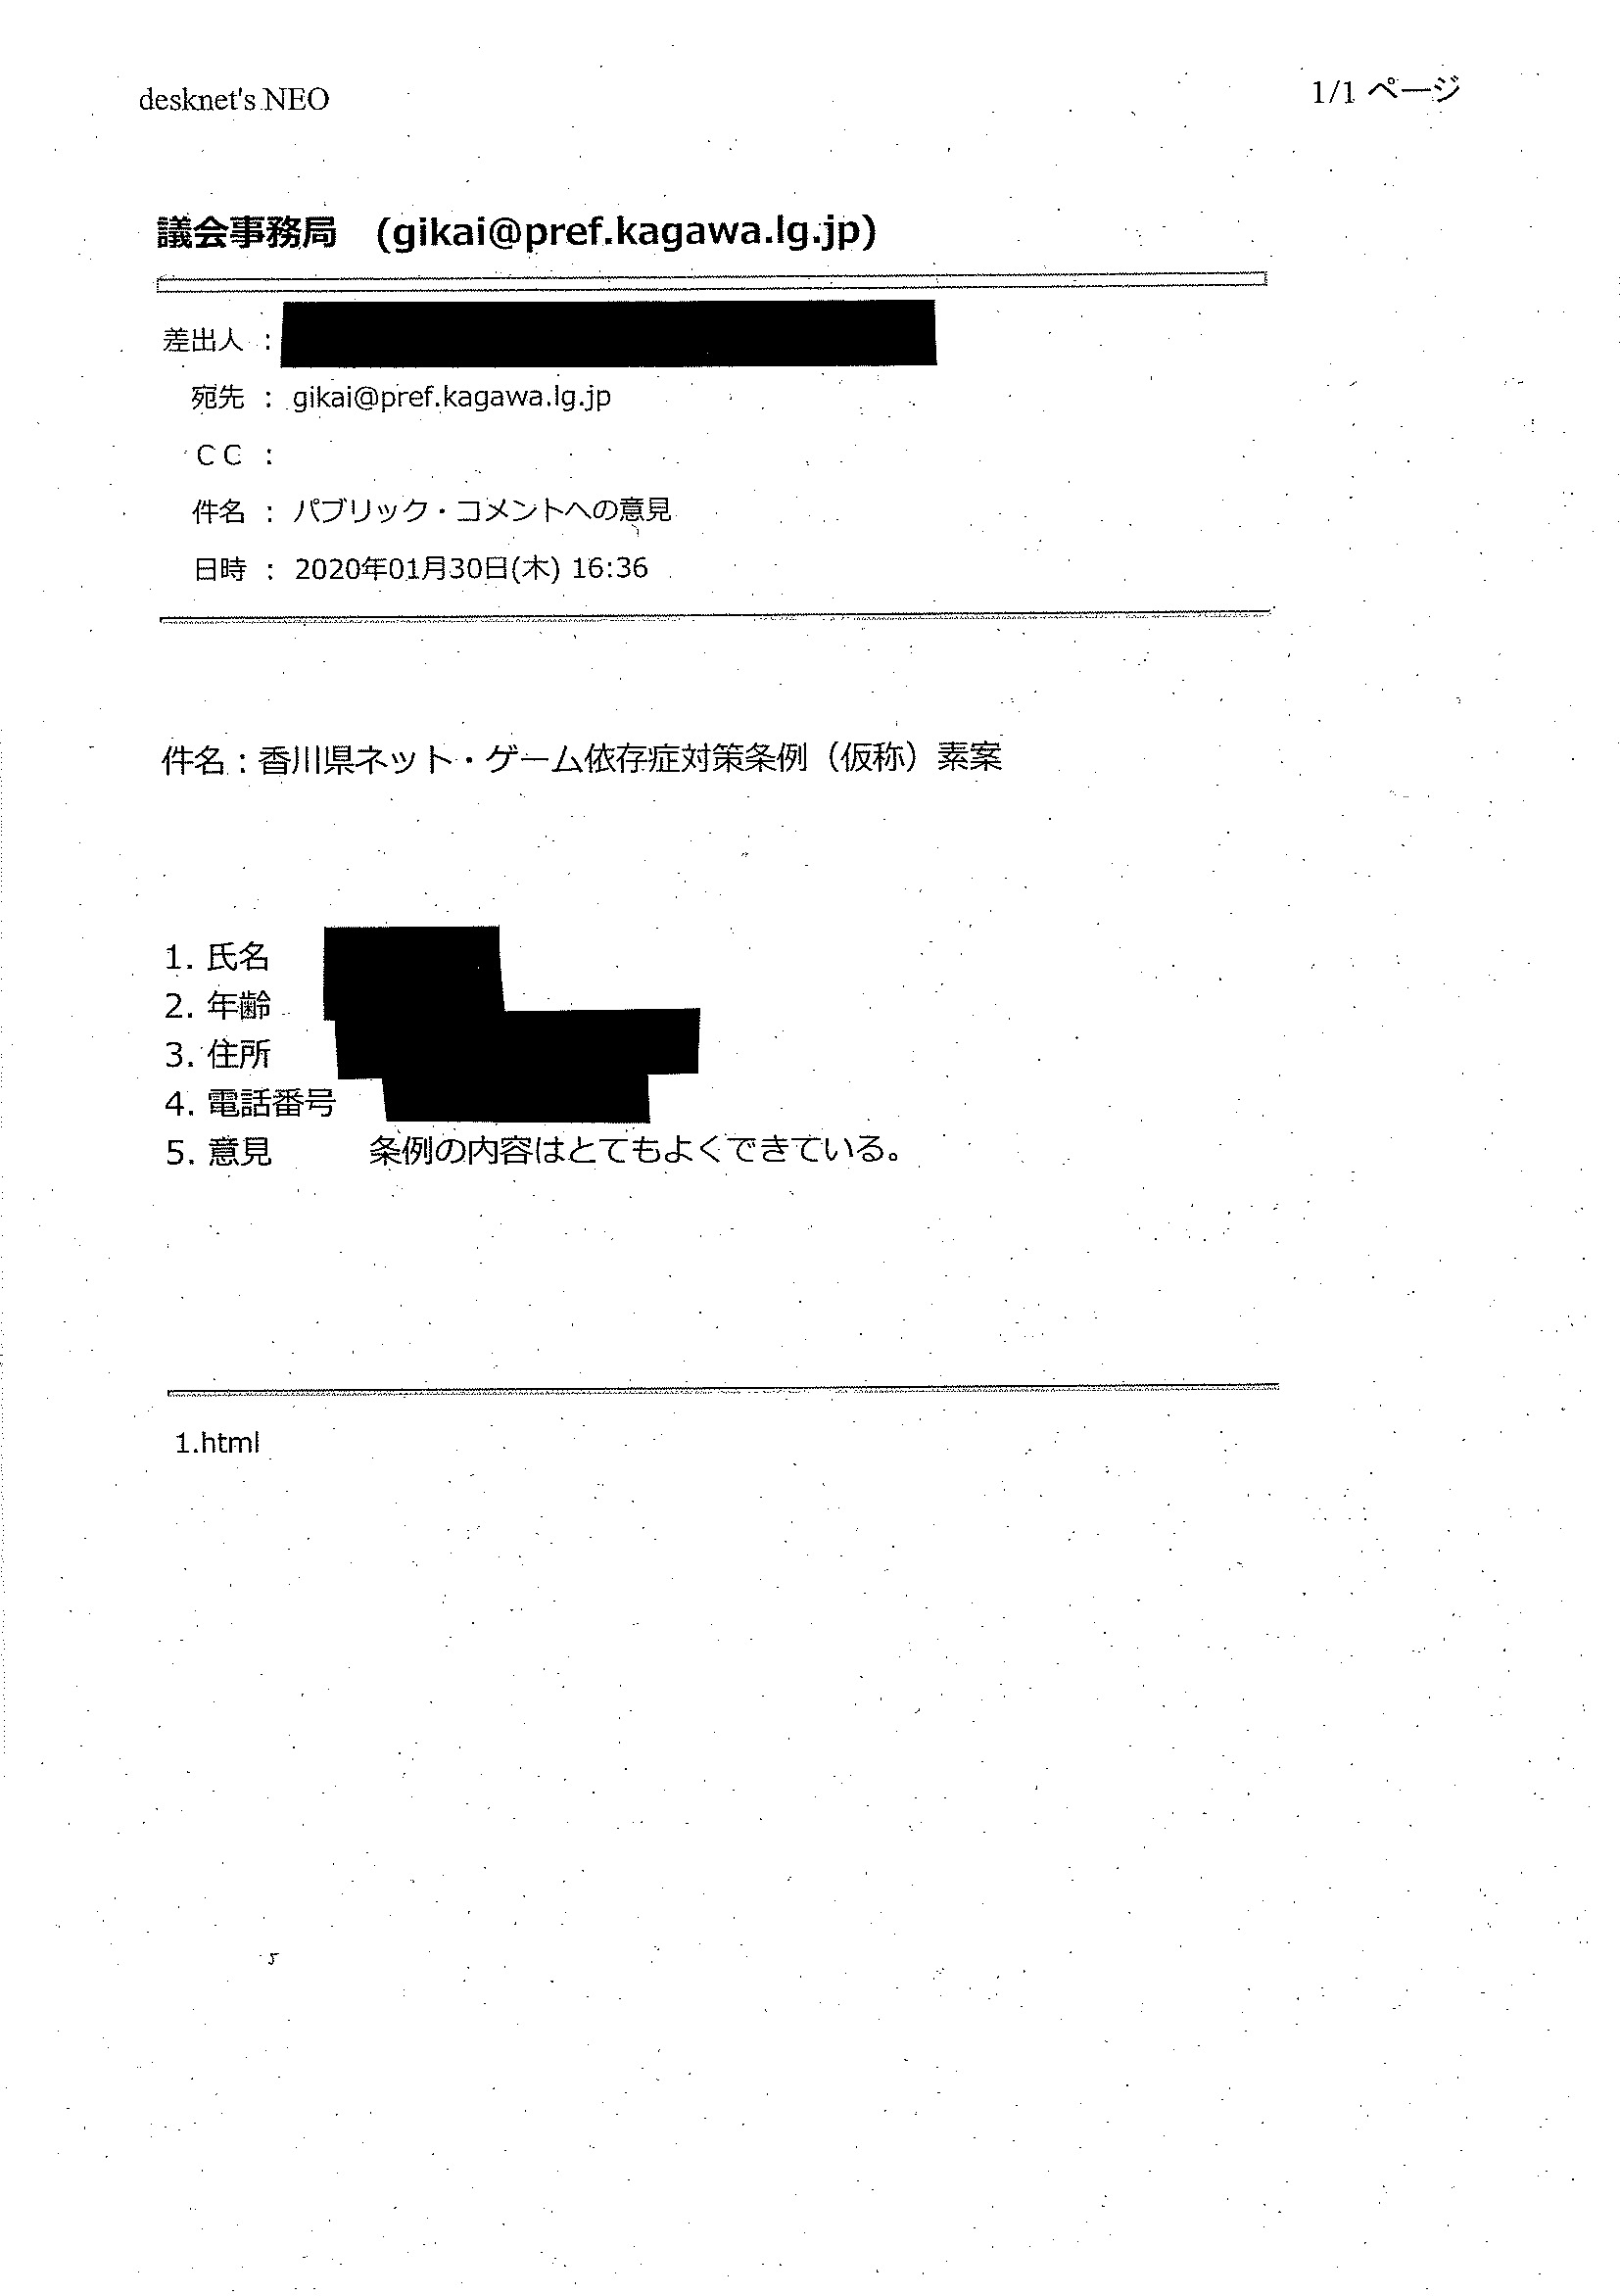 desknet's NEO
1/1 ページ
議会事務局　(gikai@pref.kagawa.lg.jp)
差出人 :
宛先 : gikai@pref.kagawa.lg.jp
CC :
件名 : パブリック・コメントへの意見
日時 : 2020年01月30日(木) 16:36
件名：香川県ネット・ゲーム依存症対策条例（仮称）素案
1. 氏名
2. 年齢
3. 住所
4. 電話番号
5. 意見　　　条例の内容はとてもよくできている。
1.html